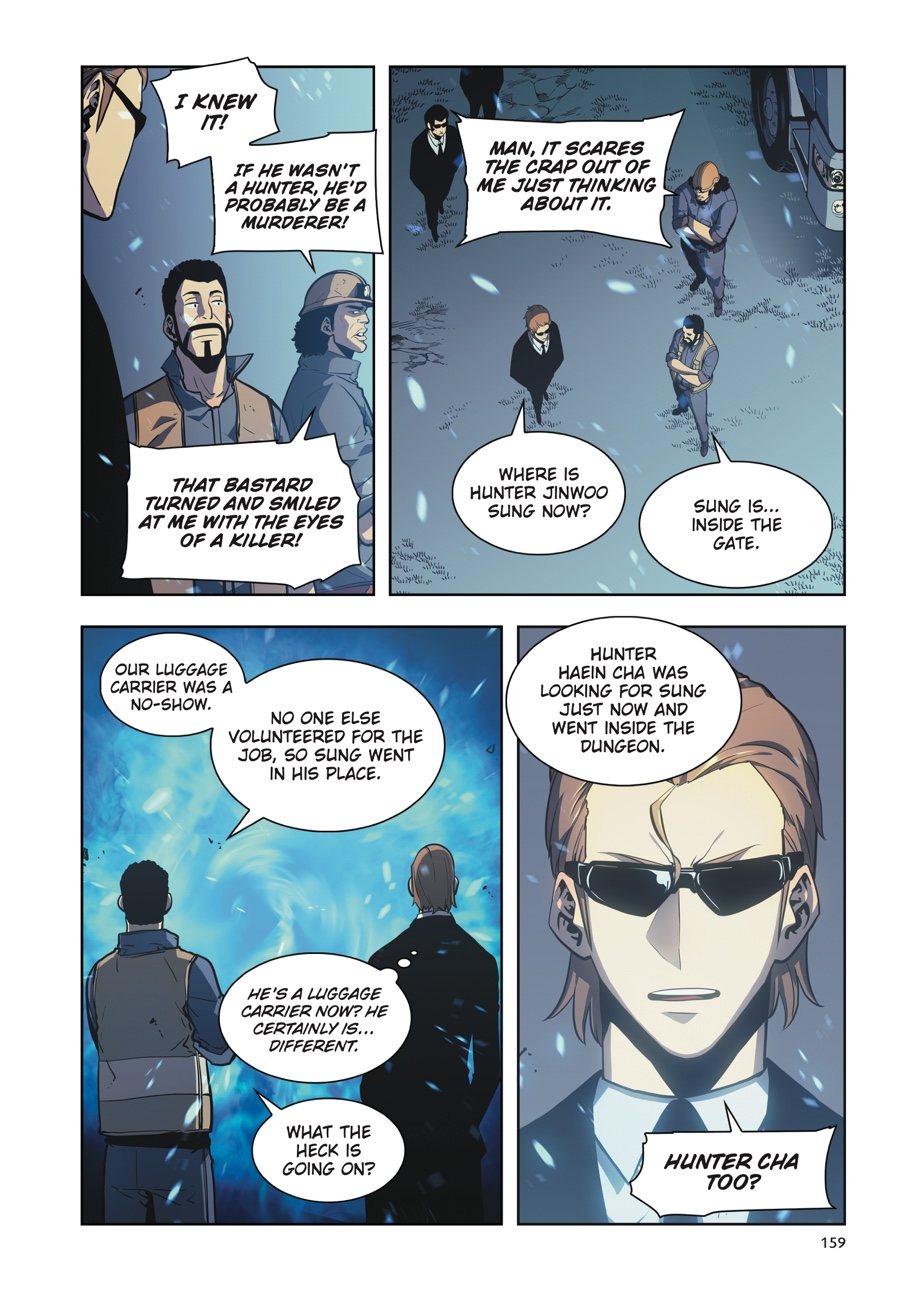 I KNEW
IT!
IF HE WASN'T
A HUNTER, HE'D
PROBABLY BE A
MURDERER!
THAT BASTARD
TURNED AND SMILED
AT ME WITH THE EYES
OF A KILLER!
MAN, IT SCARES
THE CRAP OUT OF
ME JUST THINKING
ABOUT IT.
WHERE IS
HUNTER JINWOO
SUNG NOW?
SUNG IS...
INSIDE THE
GATE.
OUR LUGGAGE
CARRIER WAS A
NO-SHOW.
NO ONE ELSE
VOLUNTEERED FOR THE
JOB, SO SUNG WENT
IN HIS PLACE.
HE'S A LUGGAGE
CARRIER NOW? HE
CERTAINLY IS...
DIFFERENT.
WHAT THE
HECK IS
GOING ON?
HUNTER
HAEIN CHA WAS
LOOKING FOR SUNG
JUST NOW AND
WENT INSIDE THE
DUNGEON.
HUNTER CHA
TOO?
159